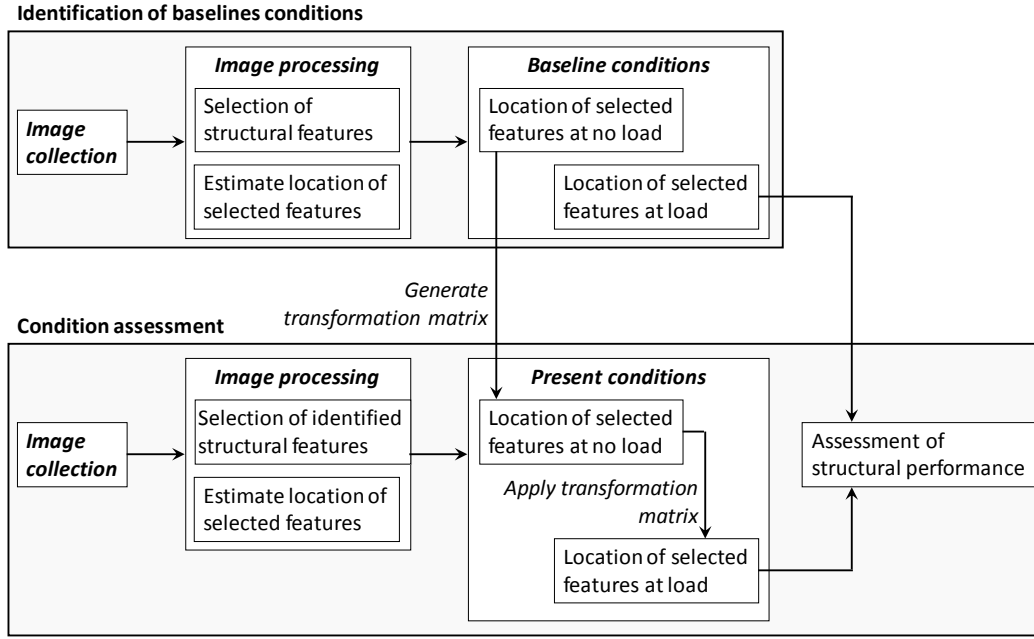 Identification of baselines conditions
Image processing
Selection of
structural features
Estimate location of
selected features
Image
collection
Baseline conditions
Location of selected
features at no load
Location of selected
features at load
Generate
transformation matrix
Condition assessment
Image processing
Selection of identified
structural features
Estimate location of
selected features
Image
collection
Present conditions
Location of selected
features at no load
Apply transformation
matrix
Location of selected
features at load
Assessment of
structural performance